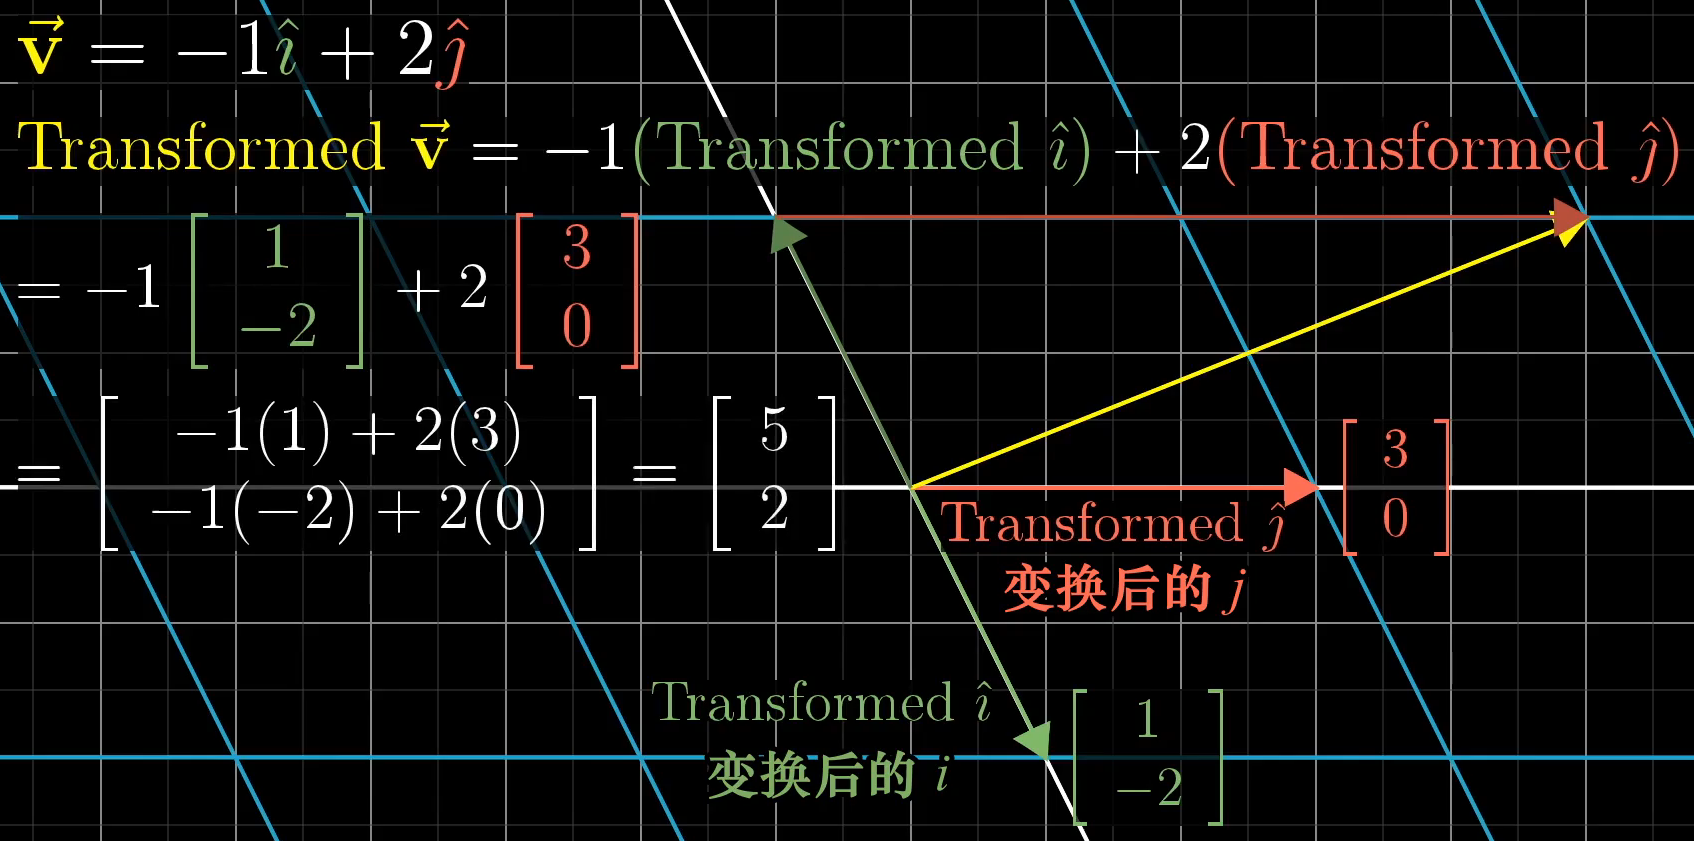 v⃗ = −1î + 2ĵ
Transformed v⃗ = −1(Transformed î) + 2(Transformed ĵ)
= −1 [1 −2] + 2 [3 0]
= [−1(1) + 2(3) −1(−2) + 2(0)] = [5 2]
Transformed ĵ [3 0]
变换后的 j
Transformed î [1 −2]
变换后的 i